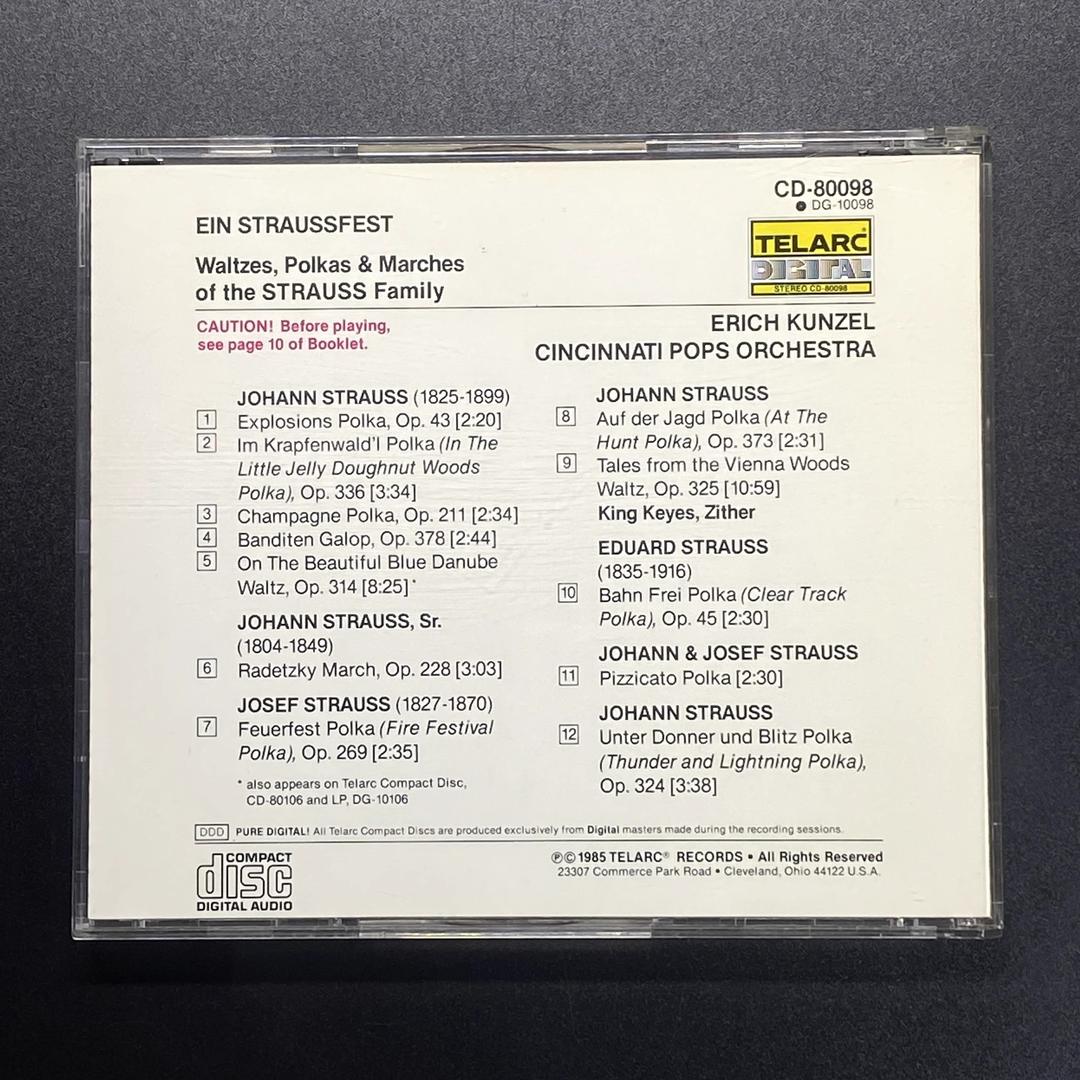 CD-80098
● DG-10098
EIN STRAUSSFEST
TELARC®
DIGITAL
STEREO CD-80098
Waltzes, Polkas & Marches
of the STRAUSS Family
CAUTION! Before playing,
see page 10 of Booklet.
ERICH KUNZEL
CINCINNATI POPS ORCHESTRA
JOHANN STRAUSS (1825-1899)
1 Explosions Polka, Op. 43 [2:20]
2 Im Krapfenwald'l Polka (In The
Little Jelly Doughnut Woods
Polka), Op. 336 [3:34]
3 Champagne Polka, Op. 211 [2:34]
4 Banditen Galop, Op. 378 [2:44]
5 On The Beautiful Blue Danube
Waltz, Op. 314 [8:25]*
JOHANN STRAUSS, Sr.
(1804-1849)
6 Radetzky March, Op. 228 [3:03]
JOSEF STRAUSS (1827-1870)
7 Feuerfest Polka (Fire Festival
Polka), Op. 269 [2:35]
* also appears on Telarc Compact Disc,
CD-80106 and LP, DG-10106
JOHANN STRAUSS
8 Auf der Jagd Polka (At The
Hunt Polka), Op. 373 [2:31]
9 Tales from the Vienna Woods
Waltz, Op. 325 [10:59]
King Keyes, Zither
EDUARD STRAUSS
(1835-1916)
10 Bahn Frei Polka (Clear Track
Polka), Op. 45 [2:30]
JOHANN & JOSEF STRAUSS
11 Pizzicato Polka [2:30]
JOHANN STRAUSS
12 Unter Donner und Blitz Polka
(Thunder and Lightning Polka),
Op. 324 [3:38]
DDD PURE DIGITAL! All Telarc Compact Discs are produced exclusively from Digital masters made during the recording sessions.
COMPACT
disc
DIGITAL AUDIO
℗©1985 TELARC® RECORDS • All Rights Reserved
23307 Commerce Park Road • Cleveland, Ohio 44122 U.S.A.